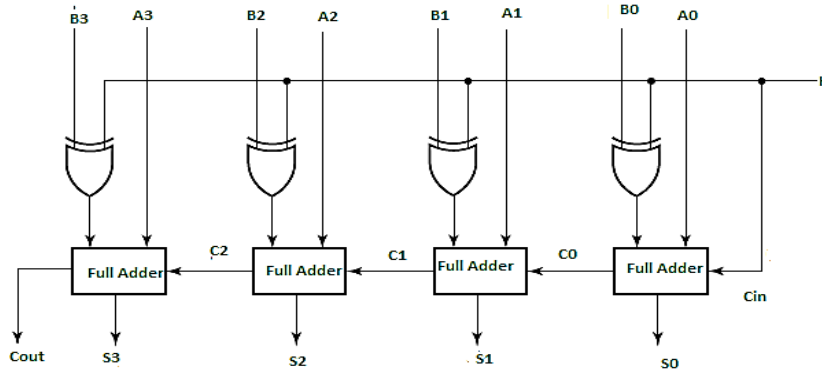 B3 A3 B2 A2 B1 A1 B0 A0
Full Adder C2 Full Adder C1 Full Adder C0 Full Adder
Cin
Cout S3 S2 S1 S0